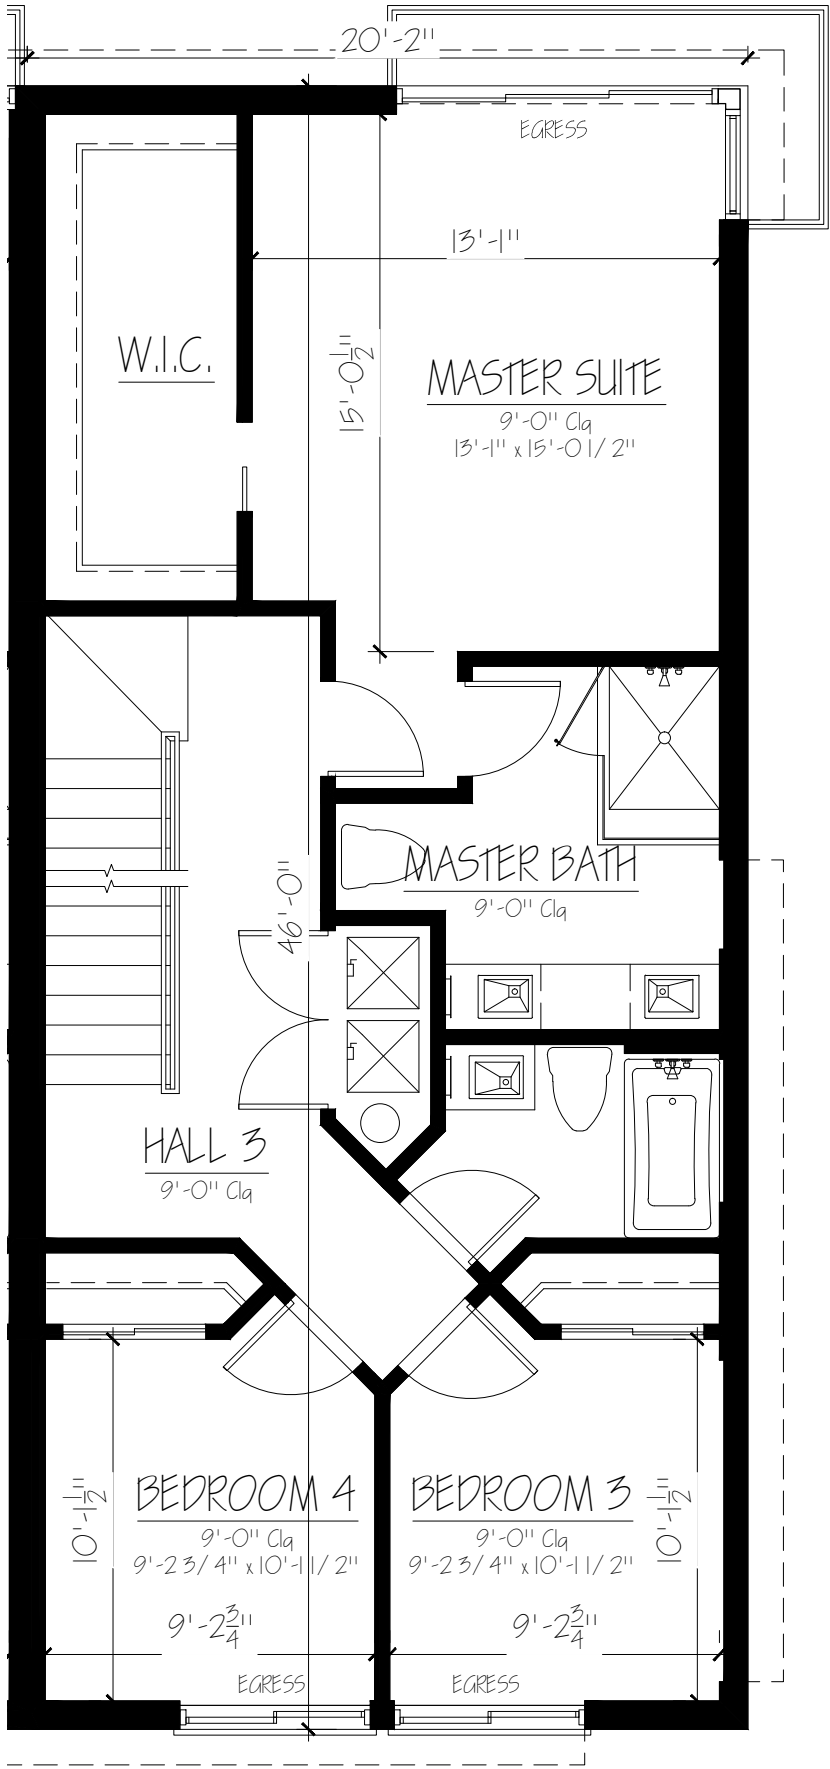 20'-2"
EGRESS
13'-1"
W.I.C.
15'-0 1/2"
MASTER SUITE
9'-0" Clg
13'-1" x 15'-0 1/2"
MASTER BATH
9'-0" Clg
46'-0"
HALL 3
9'-0" Clg
BEDROOM 4
9'-0" Clg
9'-2 3/4" x 10'-1 1/2"
10'-1 1/2"
9'-2 3/4"
EGRESS
BEDROOM 3
9'-0" Clg
9'-2 3/4" x 10'-1 1/2"
10'-1 1/2"
9'-2 3/4"
EGRESS